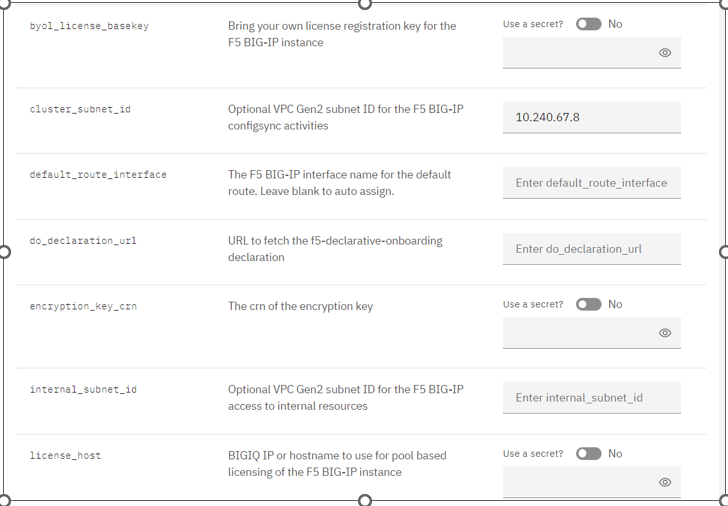 byol_license_basekey
Bring your own license registration key for the
F5 BIG-IP instance
Use a secret? No
cluster_subnet_id
Optional VPC Gen2 subnet ID for the F5 BIG-IP
configsync activities
10.240.67.8
default_route_interface
The F5 BIG-IP interface name for the default
route. Leave blank to auto assign.
Enter default_route_interface
do_declaration_url
URL to fetch the f5-declarative-onboarding
declaration
Enter do_declaration_url
encryption_key_crn
The crn of the encryption key
Use a secret? No
internal_subnet_id
Optional VPC Gen2 subnet ID for the F5 BIG-IP
access to internal resources
Enter internal_subnet_id
license_host
BIGIQ IP or hostname to use for pool based
licensing of the F5 BIG-IP instance
Use a secret? No